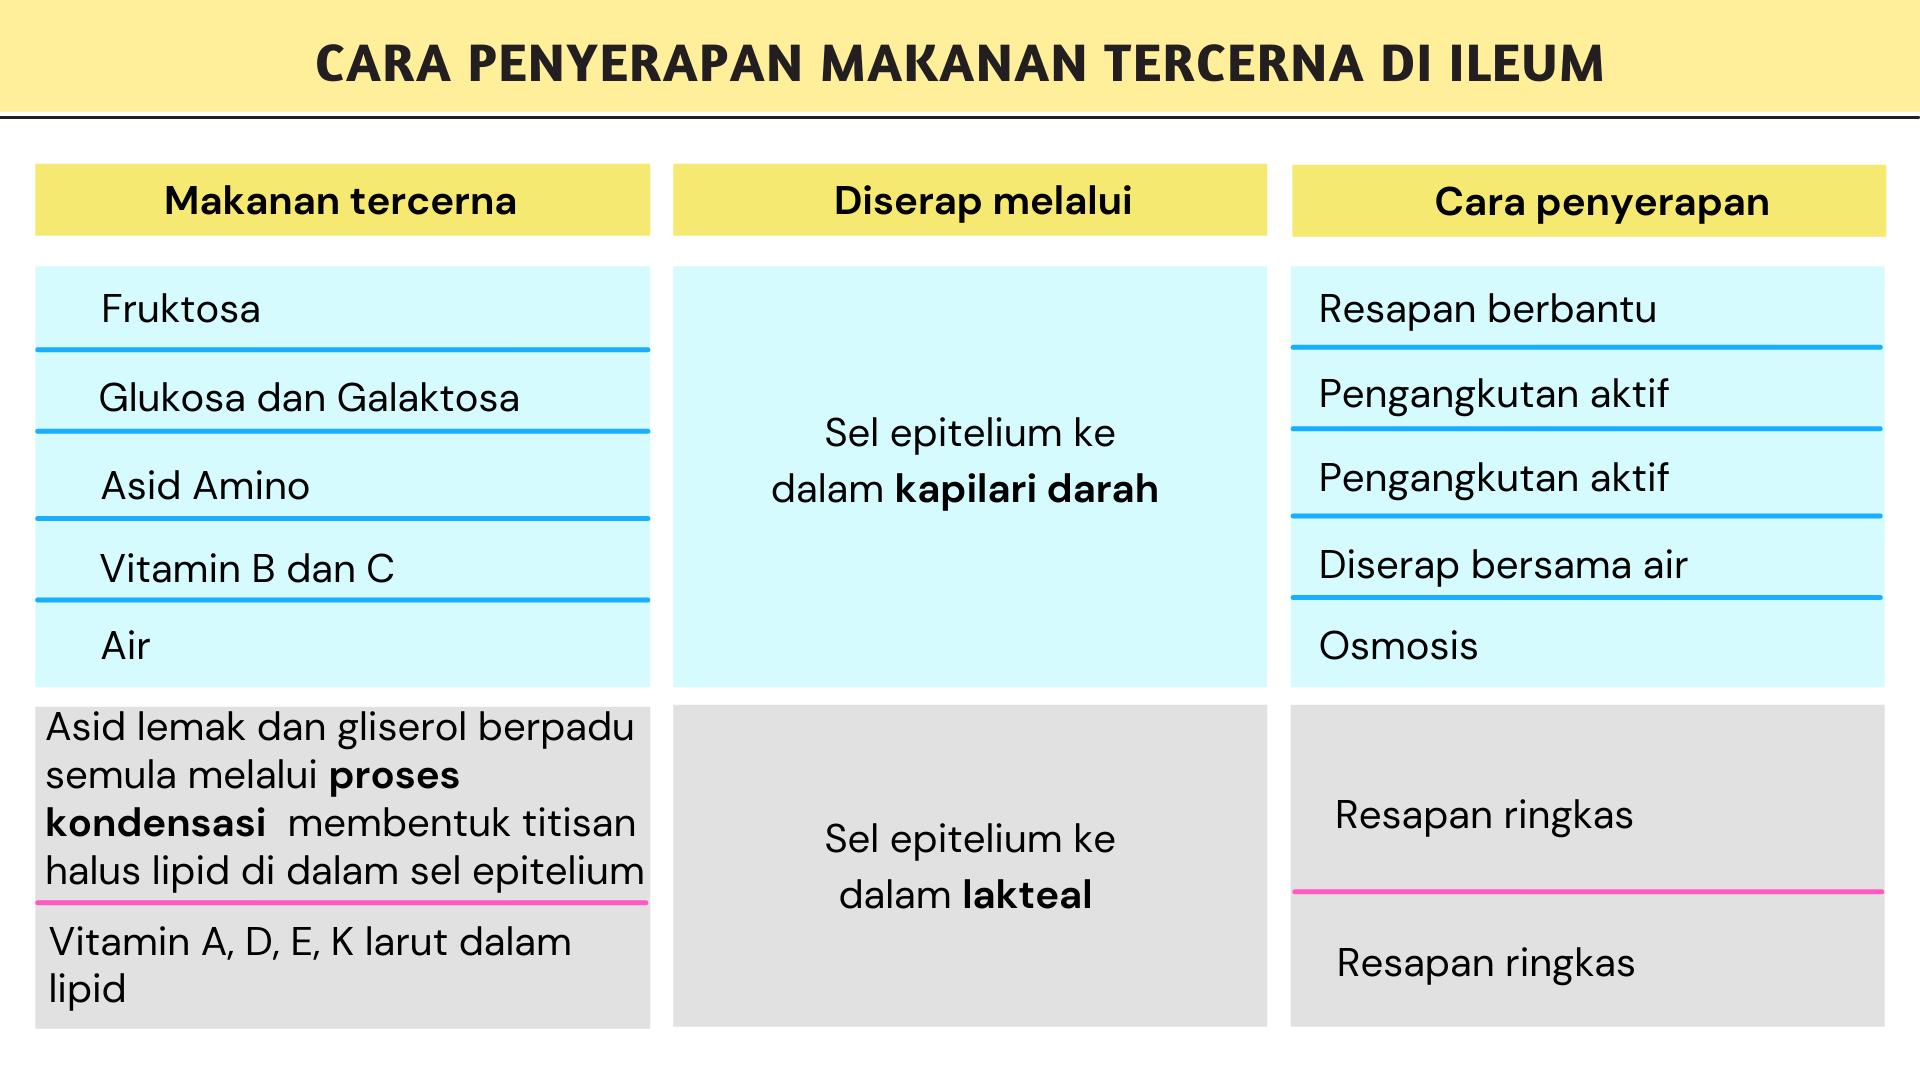 CARA PENYERAPAN MAKANAN TERCERNA DI ILEUM
Makanan tercerna
Diserap melalui
Cara penyerapan
Fruktosa
Glukosa dan Galaktosa
Asid Amino
Vitamin B dan C
Air
Sel epitelium ke
dalam kapilari darah
Resapan berbantu
Pengangkutan aktif
Pengangkutan aktif
Diserap bersama air
Osmosis
Asid lemak dan gliserol berpadu
semula melalui proses
kondensasi membentuk titisan
halus lipid di dalam sel epitelium
Vitamin A, D, E, K larut dalam
lipid
Sel epitelium ke
dalam lakteal
Resapan ringkas
Resapan ringkas